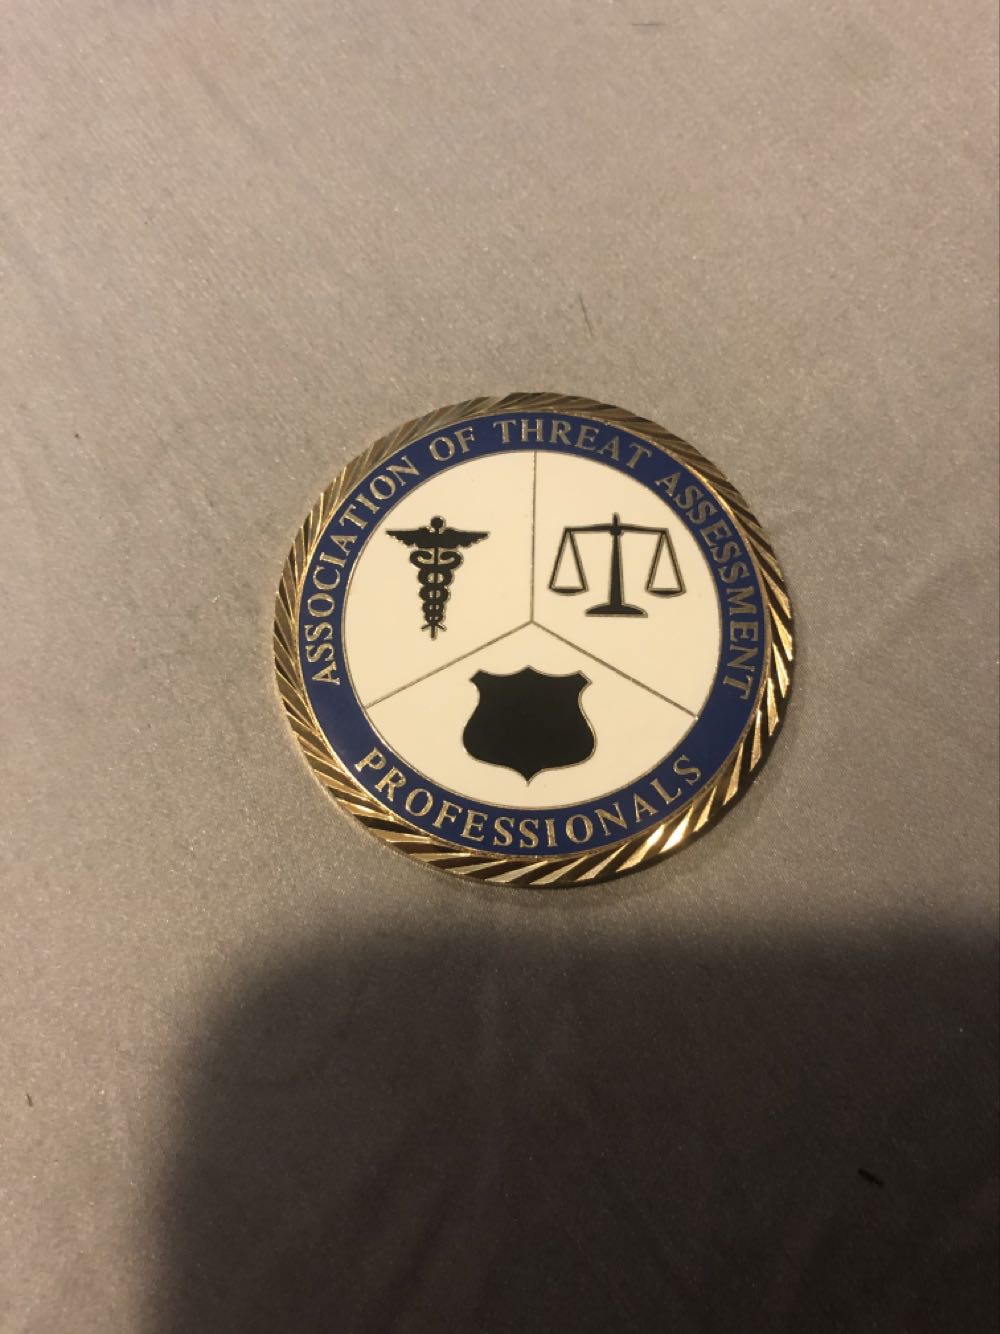 ASSOCIATION OF THREAT ASSESSMENT
PROFESSIONALS